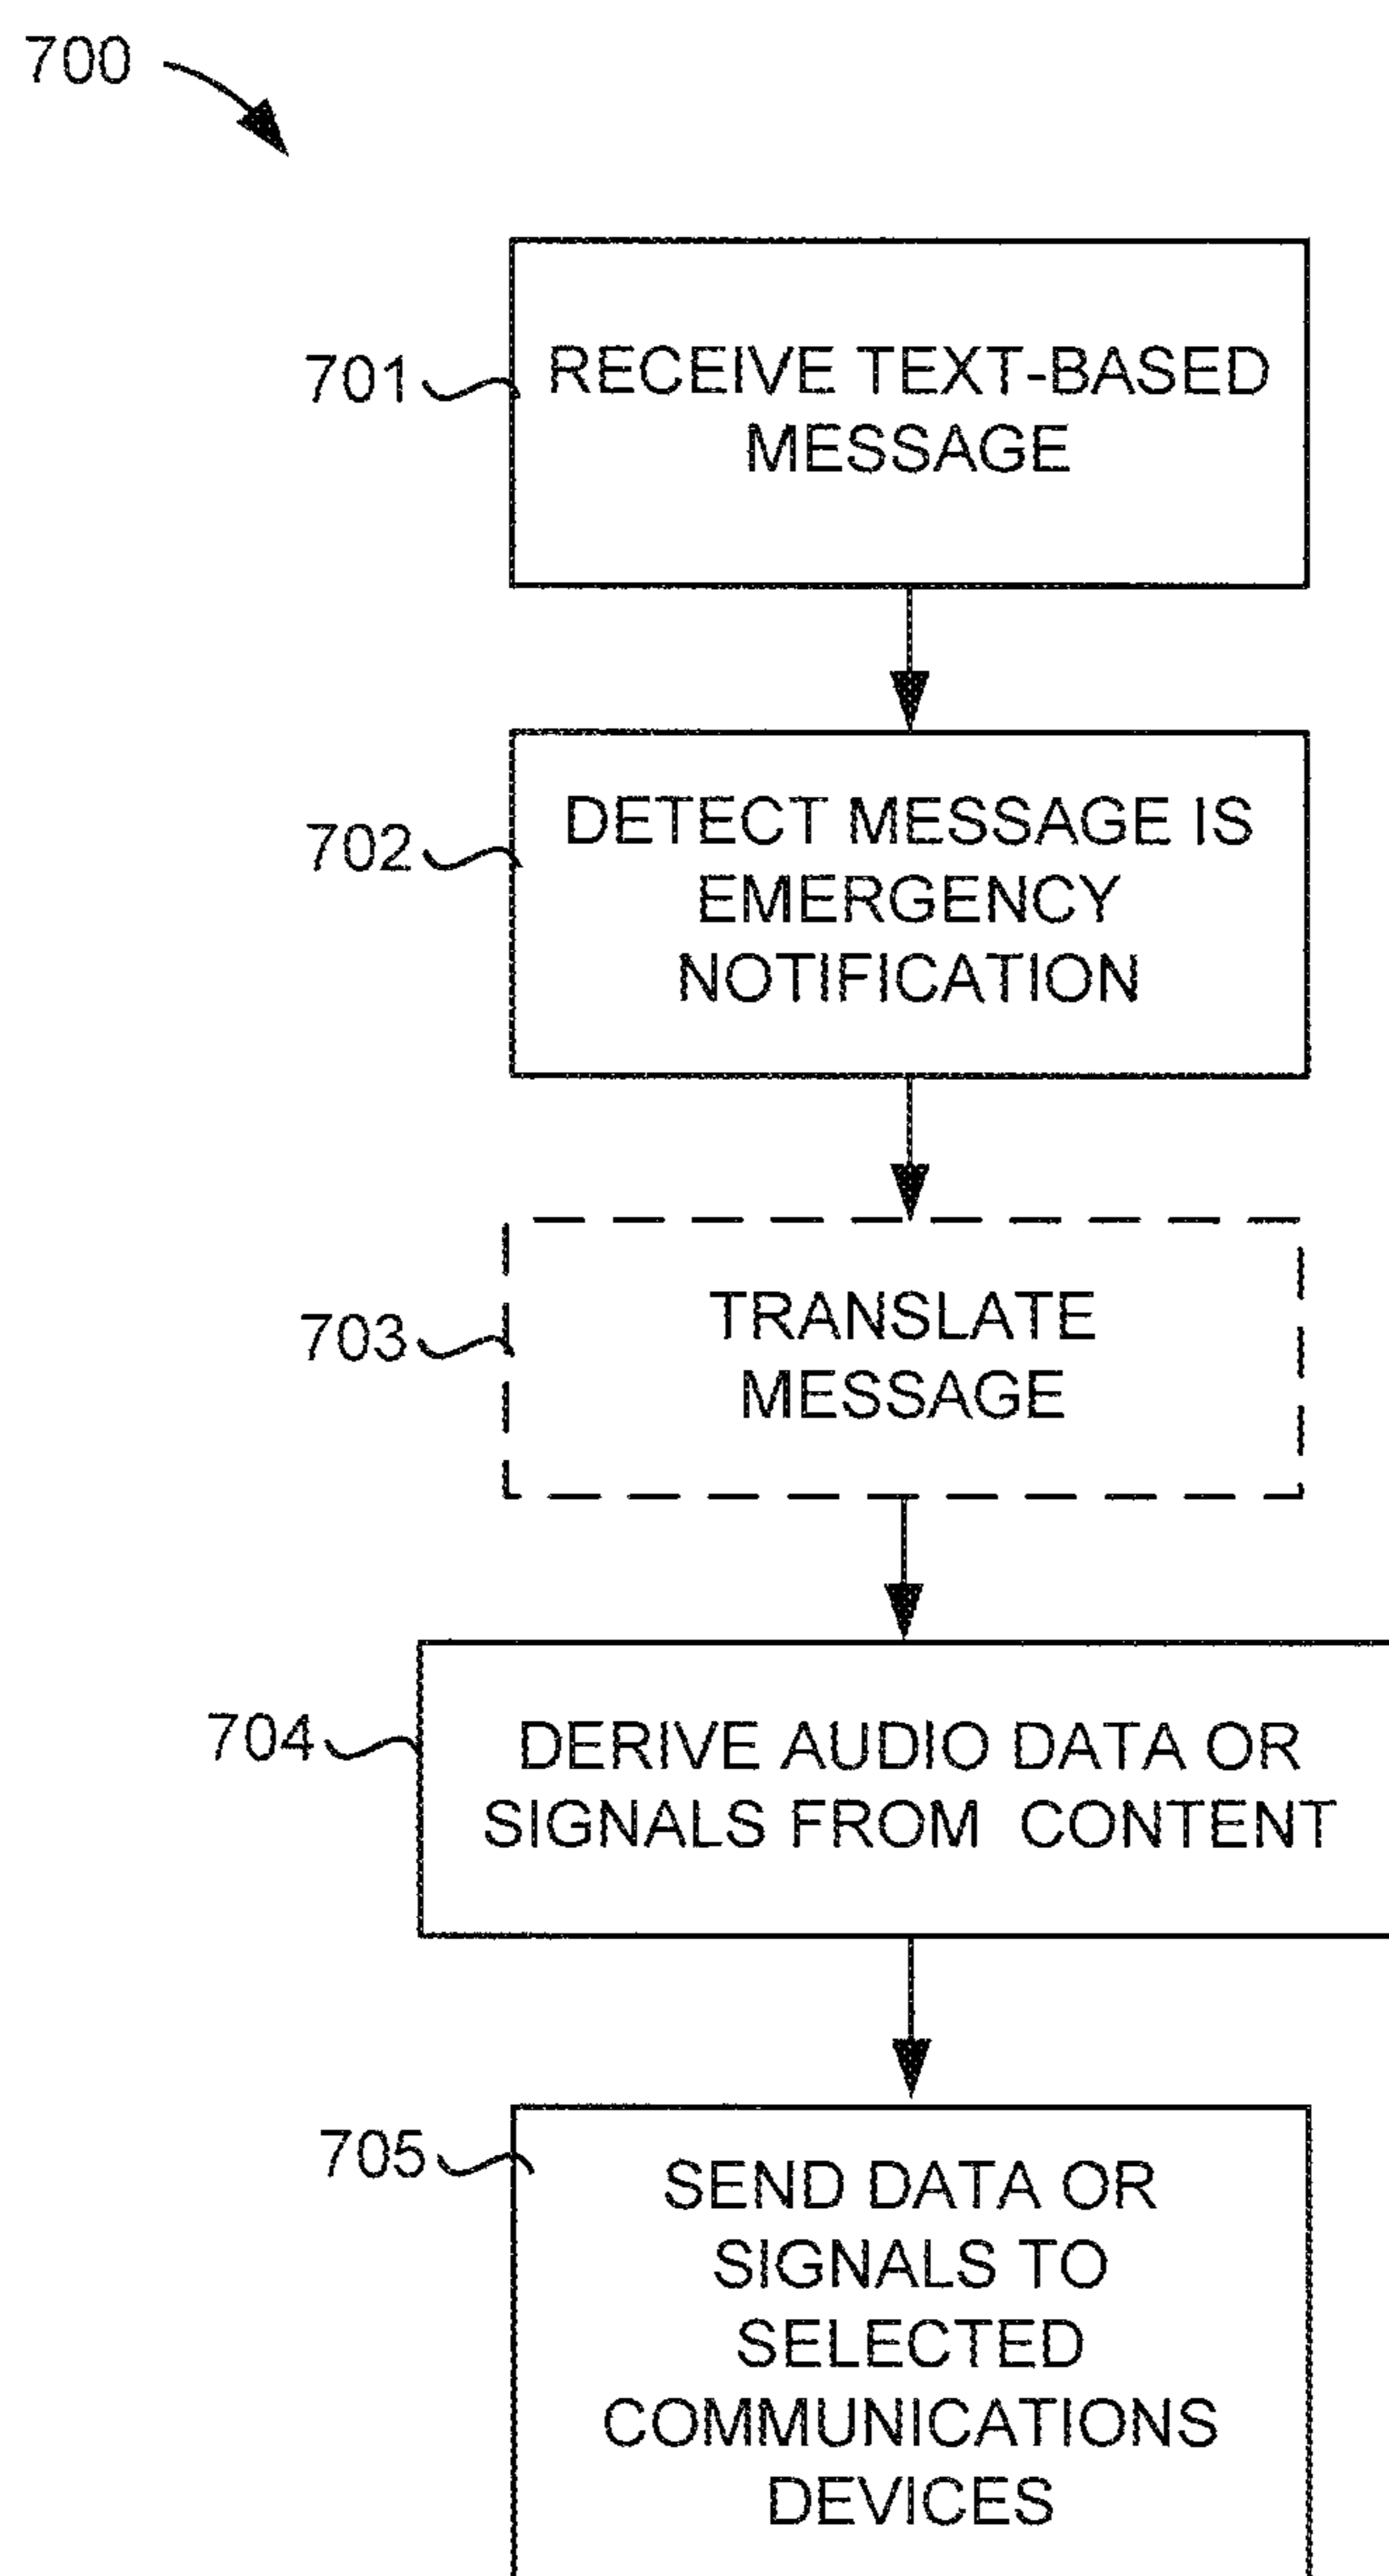 700
701
RECEIVE TEXT-BASED
MESSAGE
702
DETECT MESSAGE IS
EMERGENCY
NOTIFICATION
703
TRANSLATE
MESSAGE
704
DERIVE AUDIO DATA OR
SIGNALS FROM CONTENT
705
SEND DATA OR
SIGNALS TO
SELECTED
COMMUNICATIONS
DEVICES